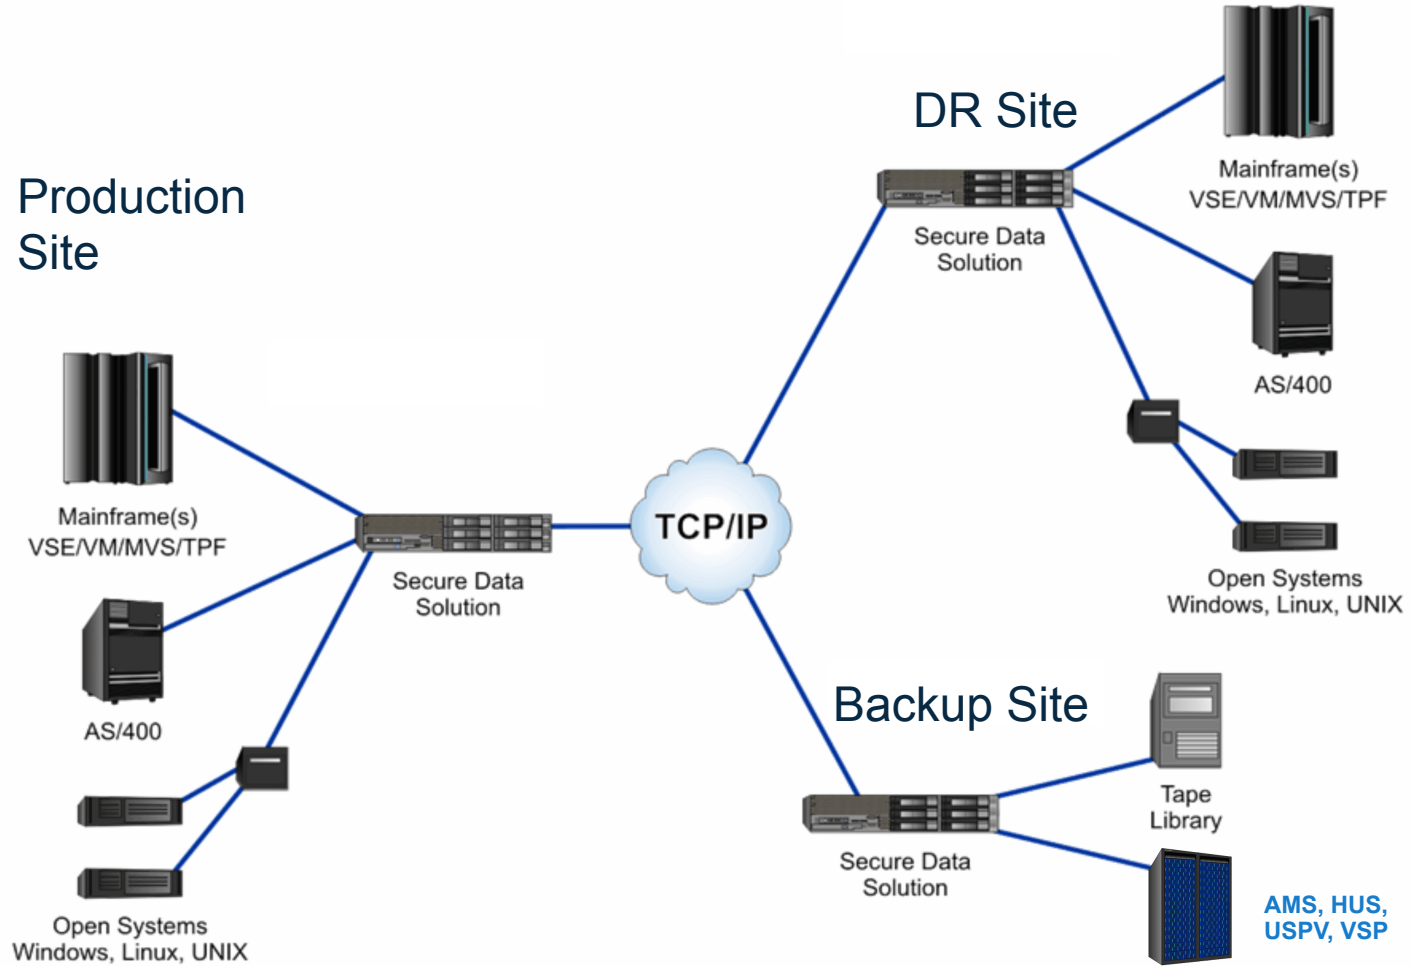 DR Site
Mainframe(s)
VSE/VM/MVS/TPF
Secure Data
Solution
AS/400
Open Systems
Windows, Linux, UNIX
Production
Site
Mainframe(s)
VSE/VM/MVS/TPF
Secure Data
Solution
AS/400
Open Systems
Windows, Linux, UNIX
TCP/IP
Backup Site
Tape
Library
Secure Data
Solution
AMS, HUS,
USPV, VSP